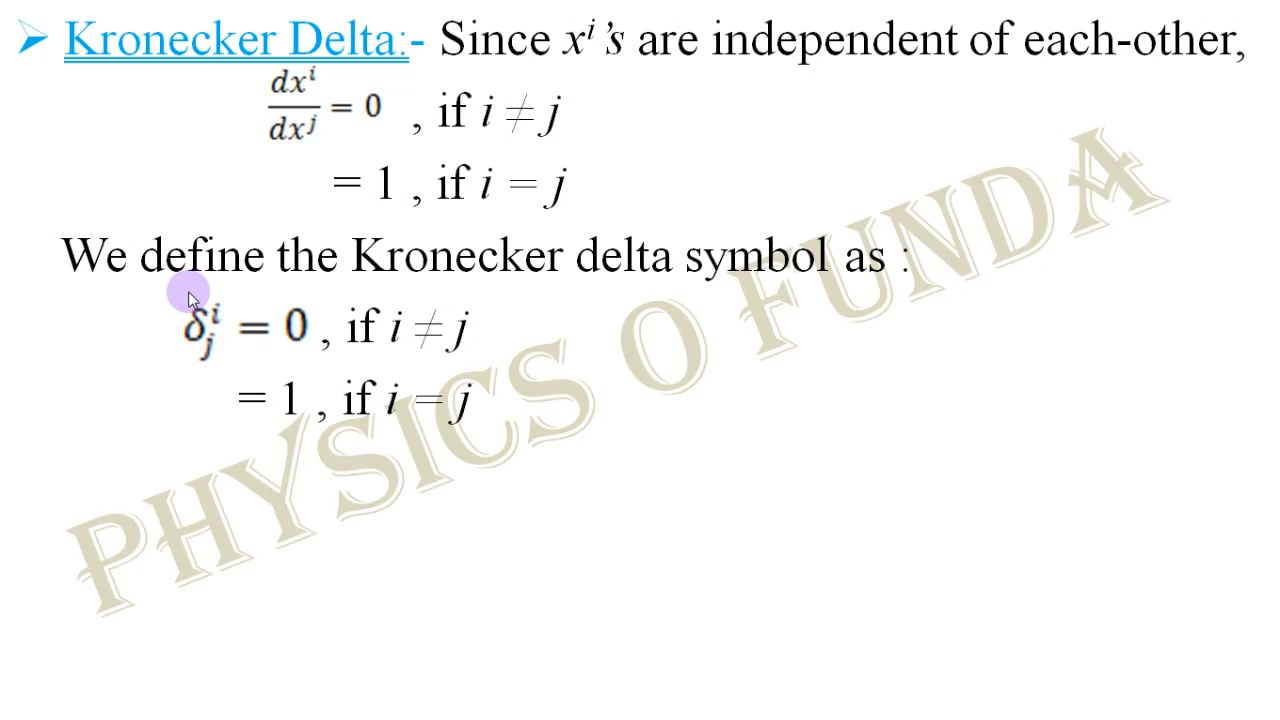 ➢ Kronecker Delta:- Since xⁱ's are independent of each-other,
dxⁱ/dxʲ = 0 , if i ≠ j
= 1 , if i = j
We define the Kronecker delta symbol as :
δⁱⱼ = 0 , if i ≠ j
= 1 , if i = j
PHYSICS O FUNDA